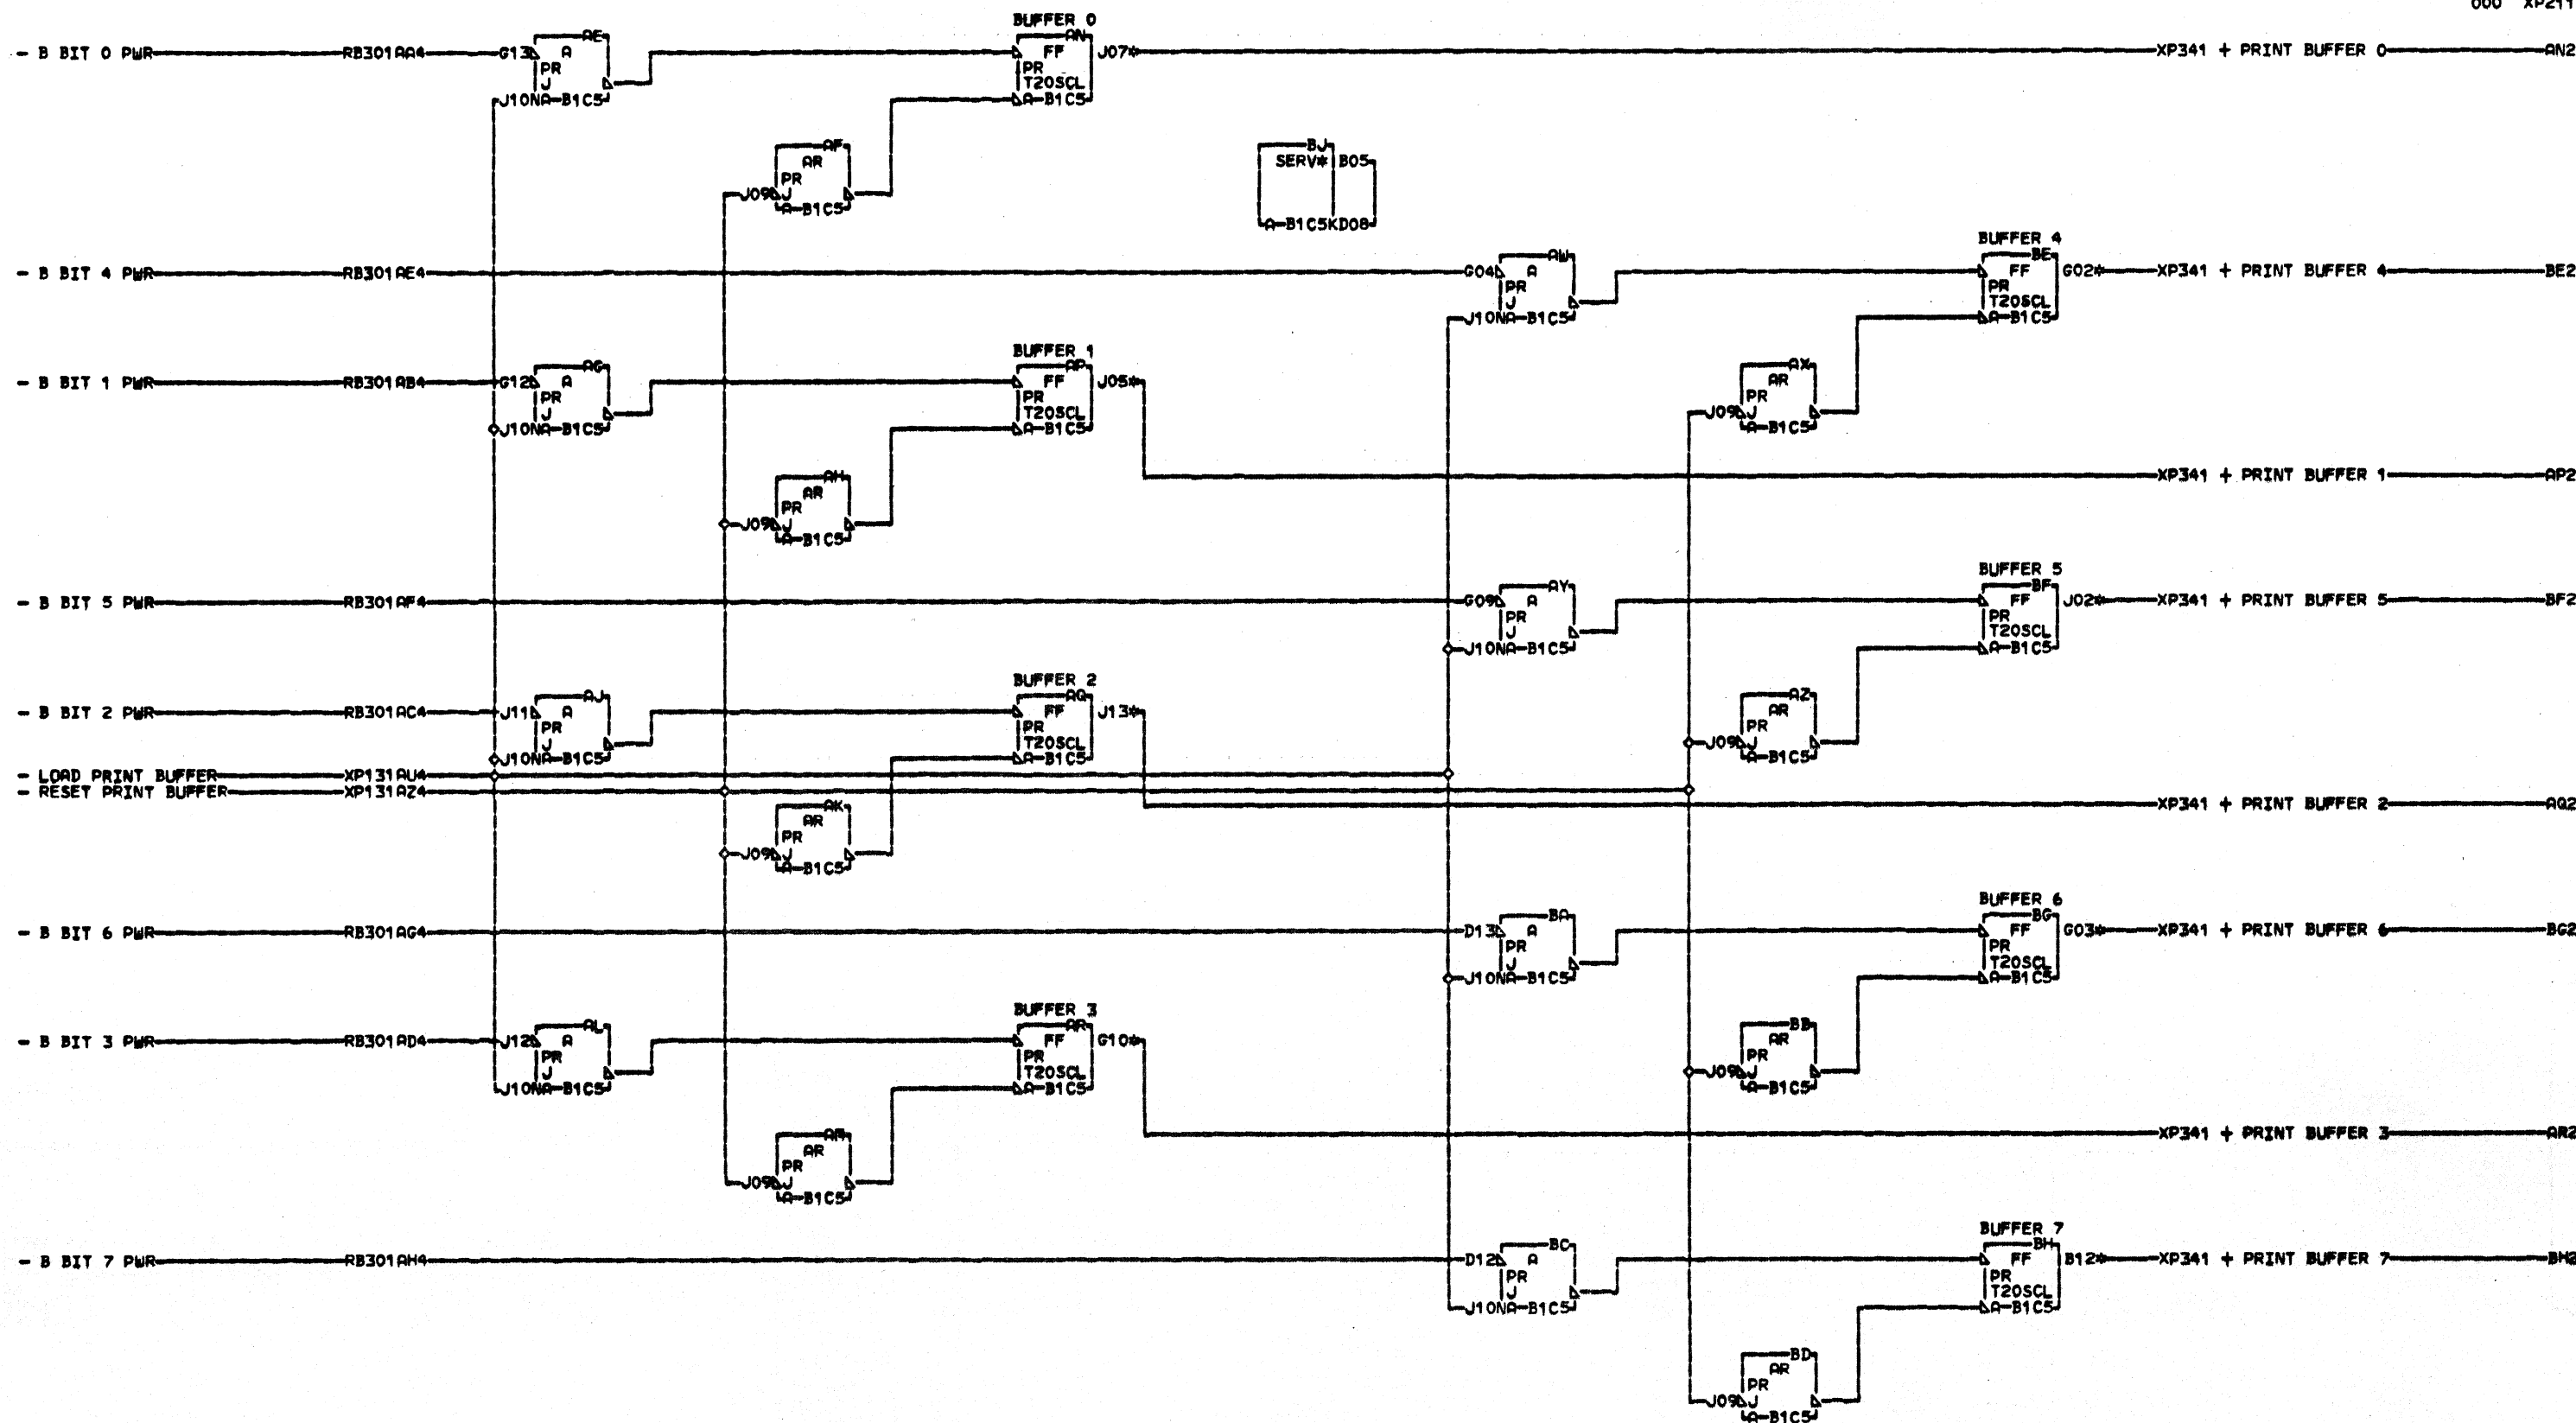 000 XP211
BUFFER 0
- B BIT 0 PWR RB301AA4 G13 A AE FF AN J07* XP341 + PRINT BUFFER 0 AN2
PR PR
J T20SCL
J10NA-B1C5 A-B1C5
AF BJ
AR SERV* B05
PR
J09 J
A-B1C5 A-B1C5KD08
BUFFER 4
- B BIT 4 PWR RB301AE4 G04 A AW FF BE G02* XP341 + PRINT BUFFER 4 BE2
PR PR
J T20SCL
J10NA-B1C5 A-B1C5
BUFFER 1
- B BIT 1 PWR RB301AB4 G12 A AG FF AP J05* AR AX
PR PR PR
J T20SCL J09 J
J10NA-B1C5 A-B1C5 A-B1C5
AH XP341 + PRINT BUFFER 1 AP2
AR
PR
J09 J
A-B1C5
BUFFER 5
- B BIT 5 PWR RB301AF4 G09 A AY FF BF J02* XP341 + PRINT BUFFER 5 BF2
PR PR
J T20SCL
J10NA-B1C5 A-B1C5
BUFFER 2
- B BIT 2 PWR RB301AC4 J11 A AJ FF AQ J13* AR AZ
PR PR PR
J T20SCL J09 J
J10NA-B1C5 A-B1C5 A-B1C5
- LOAD PRINT BUFFER XP131AU4
- RESET PRINT BUFFER XP131AZ4
AK XP341 + PRINT BUFFER 2 AQ2
AR
PR
J09 J
A-B1C5
BUFFER 6
- B BIT 6 PWR RB301AG4 D13 A BA FF BG G03* XP341 + PRINT BUFFER 6 BG2
PR PR
J T20SCL
J10NA-B1C5 A-B1C5
BUFFER 3
- B BIT 3 PWR RB301AD4 J12 A AL FF AR G10* AR BB
PR PR PR
J T20SCL J09 J
J10NA-B1C5 A-B1C5 A-B1C5
AM XP341 + PRINT BUFFER 3 AR2
AR
PR
J09 J
A-B1C5
BUFFER 7
- B BIT 7 PWR RB301AH4 D12 A BC FF BH B12* XP341 + PRINT BUFFER 7 BH2
PR PR
J T20SCL
J10NA-B1C5 A-B1C5
BD
AR
PR
J09 J
A-B1C5